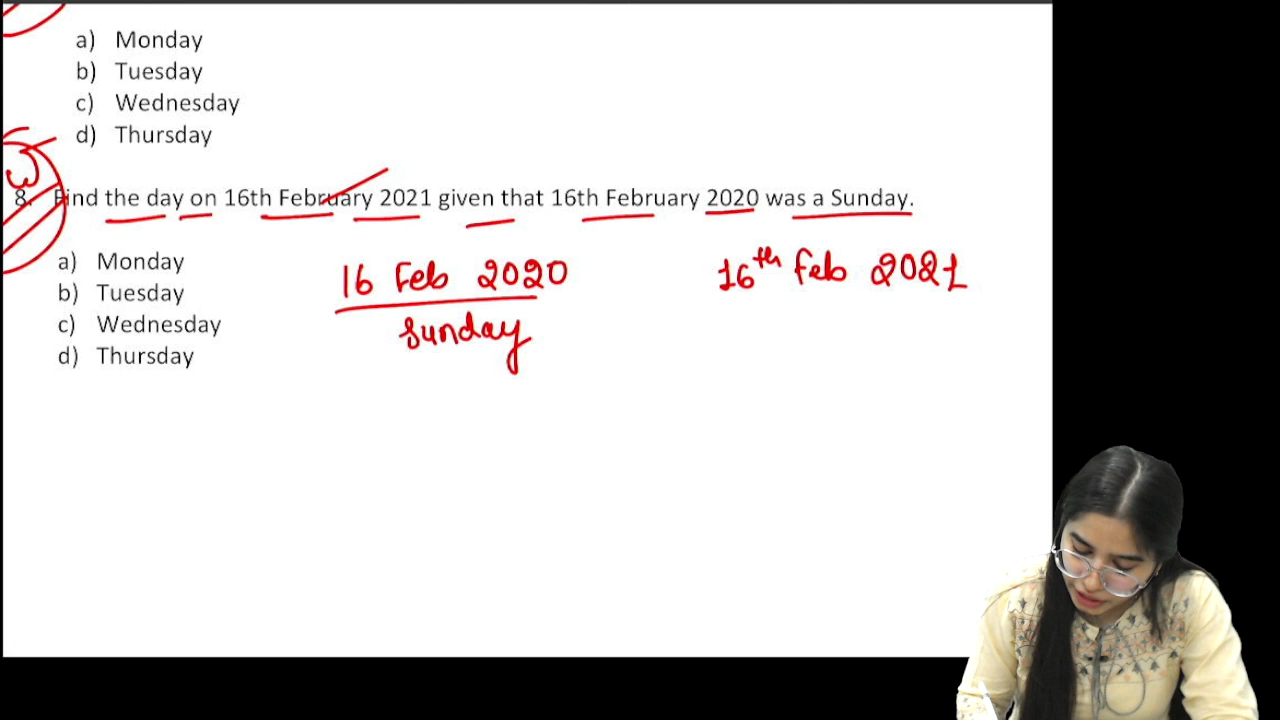 a) Monday
b) Tuesday
c) Wednesday
d) Thursday
8. Find the day on 16th February 2021 given that 16th February 2020 was a Sunday.
a) Monday
b) Tuesday
c) Wednesday
d) Thursday
16 Feb 2020
Sunday
16th Feb 2021